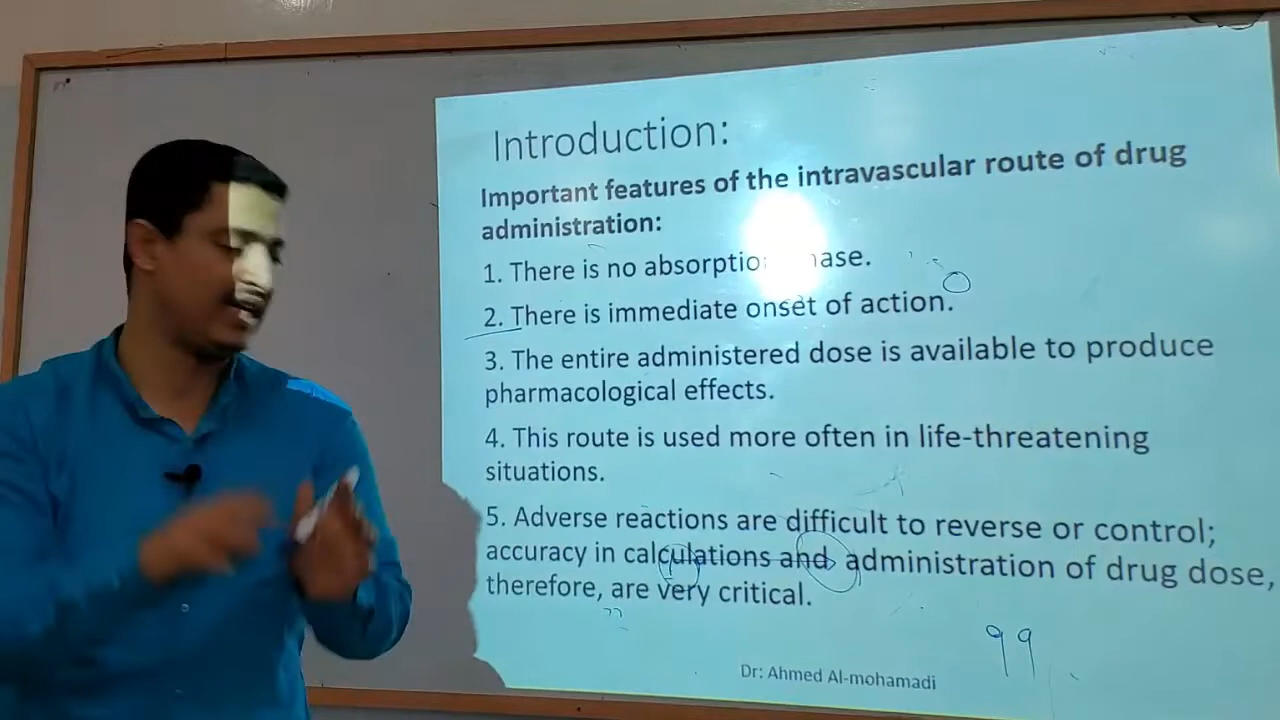 Introduction:
Important features of the intravascular route of drug
administration:
1. There is no absorptio ase.
2. There is immediate onset of action.
3. The entire administered dose is available to produce
pharmacological effects.
4. This route is used more often in life-threatening
situations.
5. Adverse reactions are difficult to reverse or control;
accuracy in calculations and administration of drug dose,
therefore, are very critical.
99
Dr: Ahmed Al-mohamadi